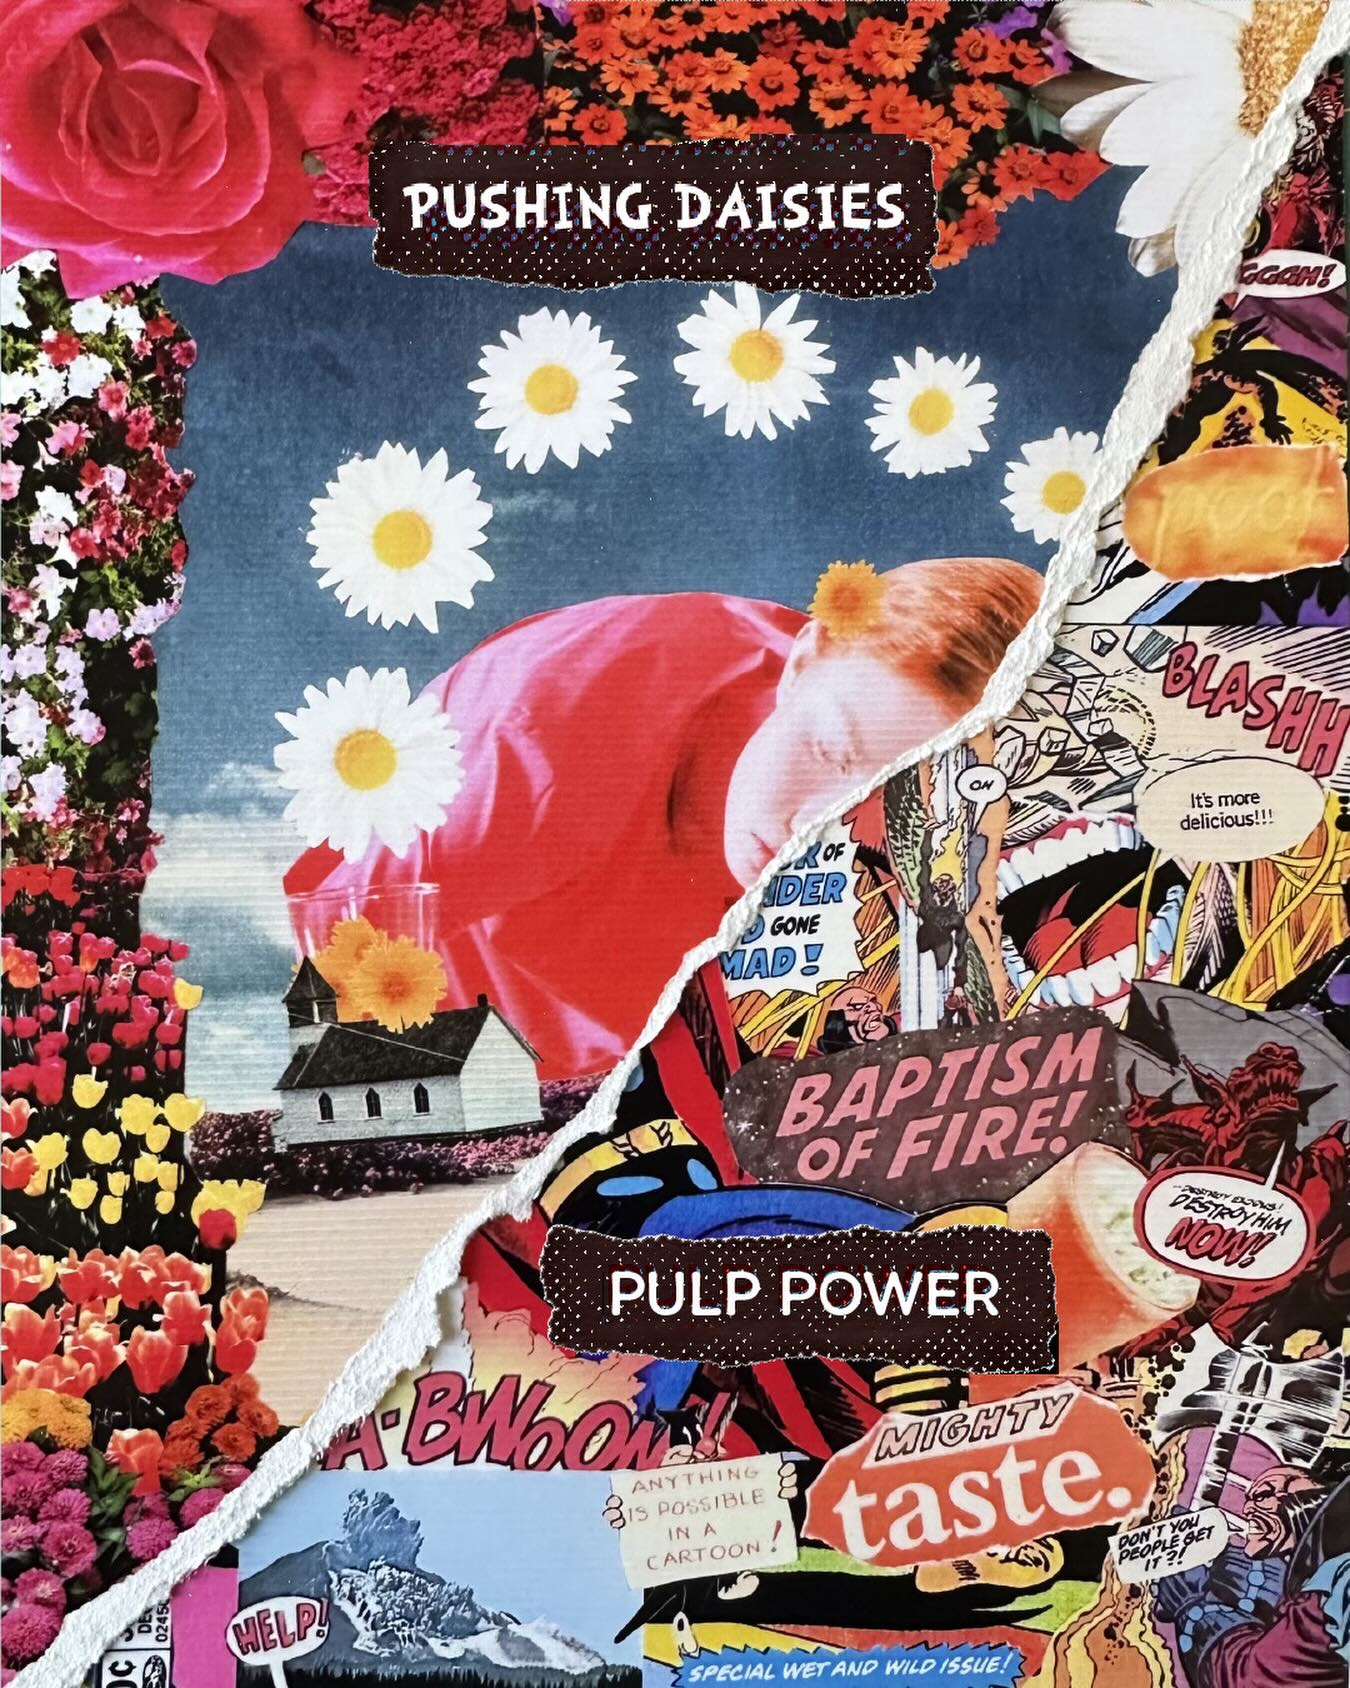 PUSHING DAISIES
GGGH!
BLASHH
It's more
delicious!!!
ON
OF
GONE
MAD!
BAPTISM
OF FIRE!
DESTROY HIM
NOW!
PULP POWER
A-BWOOM!
MIGHTY
taste.
ANYTHING
IS POSSIBLE
IN A
CARTOON!
DON'T YOU
PEOPLE GET
IT?!
HELP!
SPECIAL WET AND WILD ISSUE!